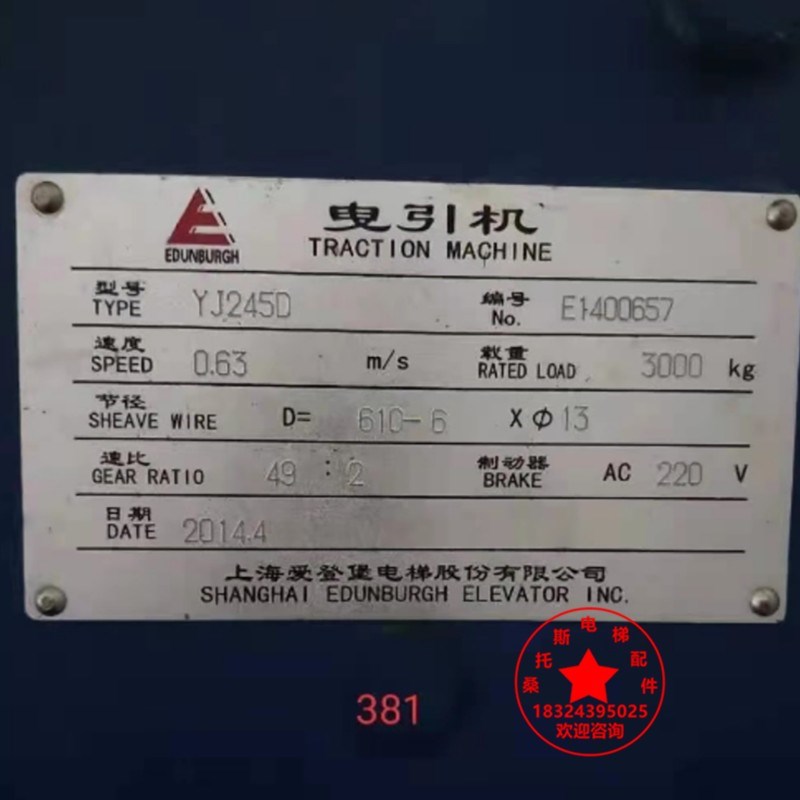 曳引机
EDUNBURGH
TRACTION MACHINE
型号 YJ245D 编号 E1400657
TYPE No.
速度 0.63 m/s 载重 3000 kg
SPEED RATED LOAD
节径 D= 610-6 X Φ 13
SHEAVE WIRE
速比 49 : 2 制动器 AC 220 V
GEAR RATIO BRAKE
日期 2014.4
DATE
上海爱登堡电梯股份有限公司
SHANGHAI EDUNBURGH ELEVATOR INC.
桑托斯电梯配件
18324395025
欢迎咨询
381